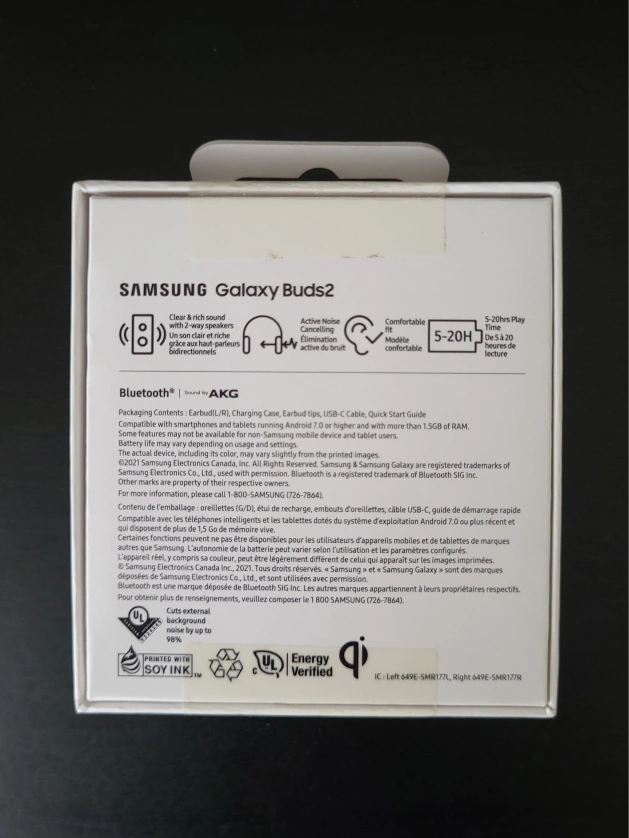 SAMSUNG Galaxy Buds2
Clear & rich sound
with 2-way speakers
Un son clair et riche
grâce aux haut-parleurs
bidirectionnels
Active Noise
Cancelling
Élimination
active du bruit
Comfortable
fit
Modèle
confortable
5-20H
5-20hrs Play
Time
De 5 à 20
heures de
lecture
Bluetooth® | Sound by AKG
Packaging Contents : Earbud(L/R), Charging Case, Earbud tips, USB-C Cable, Quick Start Guide
Compatible with smartphones and tablets running Android 7.0 or higher and with more than 1.5GB of RAM.
Some features may not be available for non-Samsung mobile device and tablet users.
Battery life may vary depending on usage and settings.
The actual device, including its color, may vary slightly from the printed images.
©2021 Samsung Electronics Canada, Inc. All Rights Reserved. Samsung & Samsung Galaxy are registered trademarks of
Samsung Electronics Co., Ltd., used with permission. Bluetooth is a registered trademark of Bluetooth SIG Inc.
Other marks are property of their respective owners.
For more information, please call 1-800-SAMSUNG (726-7864).
Contenu de l'emballage : oreillettes (G/D), étui de recharge, embouts d'oreillettes, câble USB-C, guide de démarrage rapide
Compatible avec les téléphones intelligents et les tablettes dotés du système d'exploitation Android 7.0 ou plus récent et
qui disposent de plus de 1,5 Go de mémoire vive.
Certaines fonctions peuvent ne pas être disponibles pour les utilisateurs d'appareils mobiles et de tablettes de marques
autres que Samsung. L'autonomie de la batterie peut varier selon l'utilisation et les paramètres configurés.
L'appareil réel, y compris sa couleur, peut être légèrement différent de celui qui apparaît sur les images imprimées.
© Samsung Electronics Canada Inc., 2021. Tous droits réservés. « Samsung » et « Samsung Galaxy » sont des marques
déposées de Samsung Electronics Co., Ltd., et sont utilisées avec permission.
Bluetooth est une marque déposée de Bluetooth SIG Inc. Les autres marques appartiennent à leurs propriétaires respectifs.
Pour obtenir plus de renseignements, veuillez composer le 1 800 SAMSUNG (726-7864).
UL
Cuts external
background
noise by up to
98%
PRINTED WITH
SOY INK TM
c UL
Energy
Verified
qi
IC : Left 649E-SMR177L, Right 649E-SMR177R